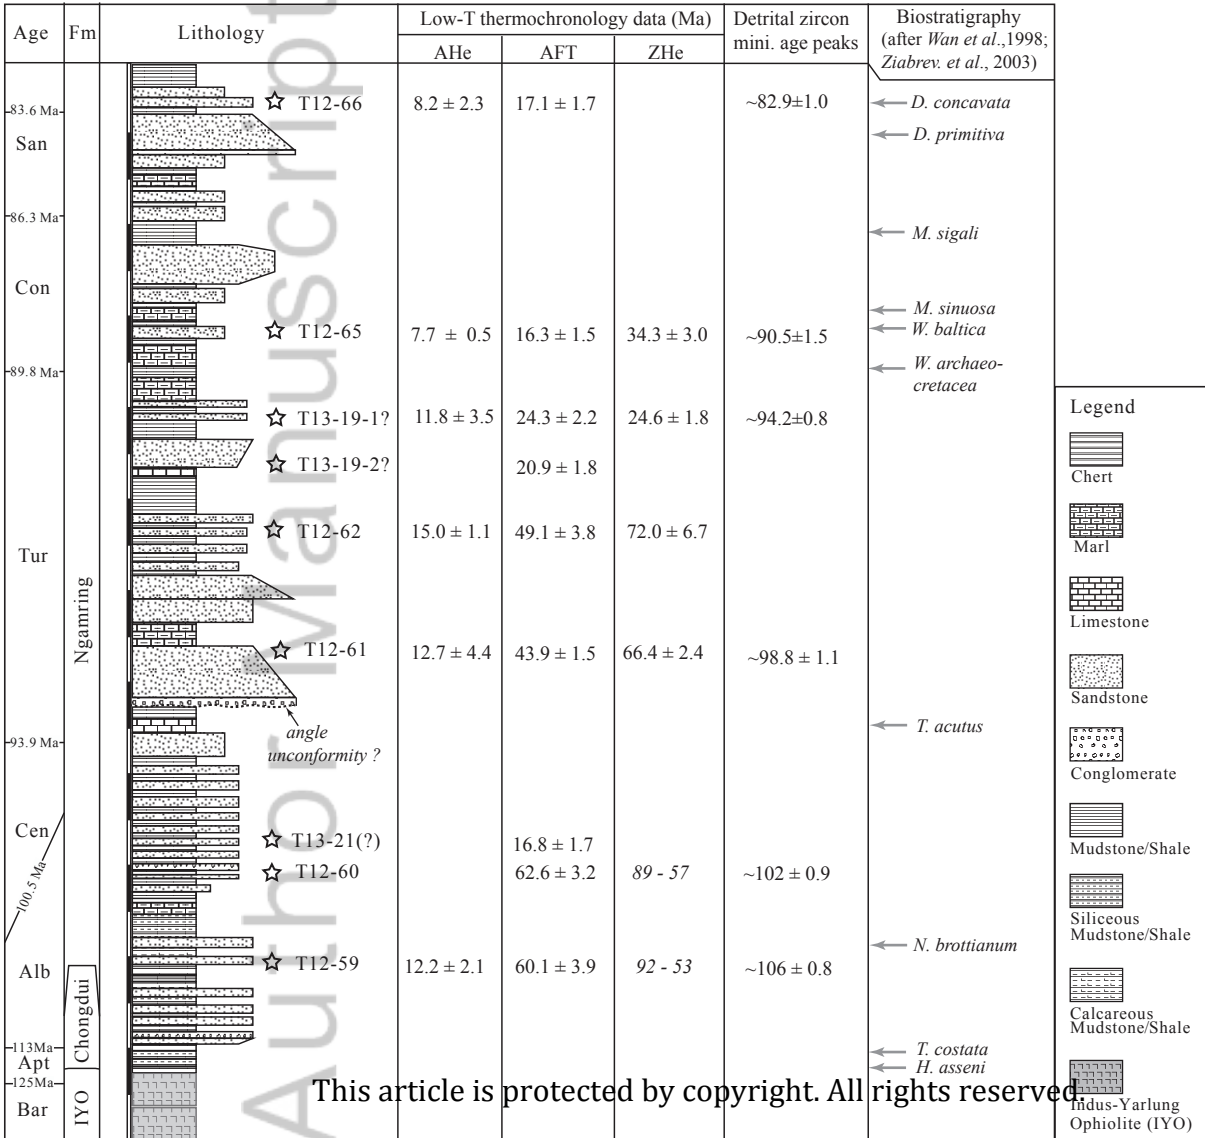 Age Fm Lithology Low-T thermochronology data (Ma) Detrital zircon mini. age peaks Biostratigraphy
(after Wan et al.,1998;
Ziabrev. et al., 2003)
AHe AFT ZHe
T12-66 8.2 ± 2.3 17.1 ± 1.7 ~82.9±1.0 D. concavata
83.6 Ma
San
D. primitiva
86.3 Ma
M. sigali
Con
M. sinuosa
T12-65 7.7 ± 0.5 16.3 ± 1.5 34.3 ± 3.0 ~90.5±1.5 W. baltica
89.8 Ma
W. archaeo-
cretacea
T13-19-1? 11.8 ± 3.5 24.3 ± 2.2 24.6 ± 1.8 ~94.2±0.8
T13-19-2? 20.9 ± 1.8
T12-62 15.0 ± 1.1 49.1 ± 3.8 72.0 ± 6.7
Tur
Ngamring
T12-61 12.7 ± 4.4 43.9 ± 1.5 66.4 ± 2.4 ~98.8 ± 1.1
angle
unconformity ?
T. acutus
93.9 Ma
Cen
T13-21(?) 16.8 ± 1.7
T12-60 62.6 ± 3.2 89 - 57 ~102 ± 0.9
100.5 Ma
N. brottianum
T12-59 12.2 ± 2.1 60.1 ± 3.9 92 - 53 ~106 ± 0.8
Alb
Chongdui
113Ma
T. costata
Apt
H. asseni
125Ma
Bar
IYO
Legend
Chert
Marl
Limestone
Sandstone
Conglomerate
Mudstone/Shale
Siliceous
Mudstone/Shale
Calcareous
Mudstone/Shale
Indus-Yarlung
Ophiolite (IYO)
Author Manuscript
This article is protected by copyright. All rights reserved.